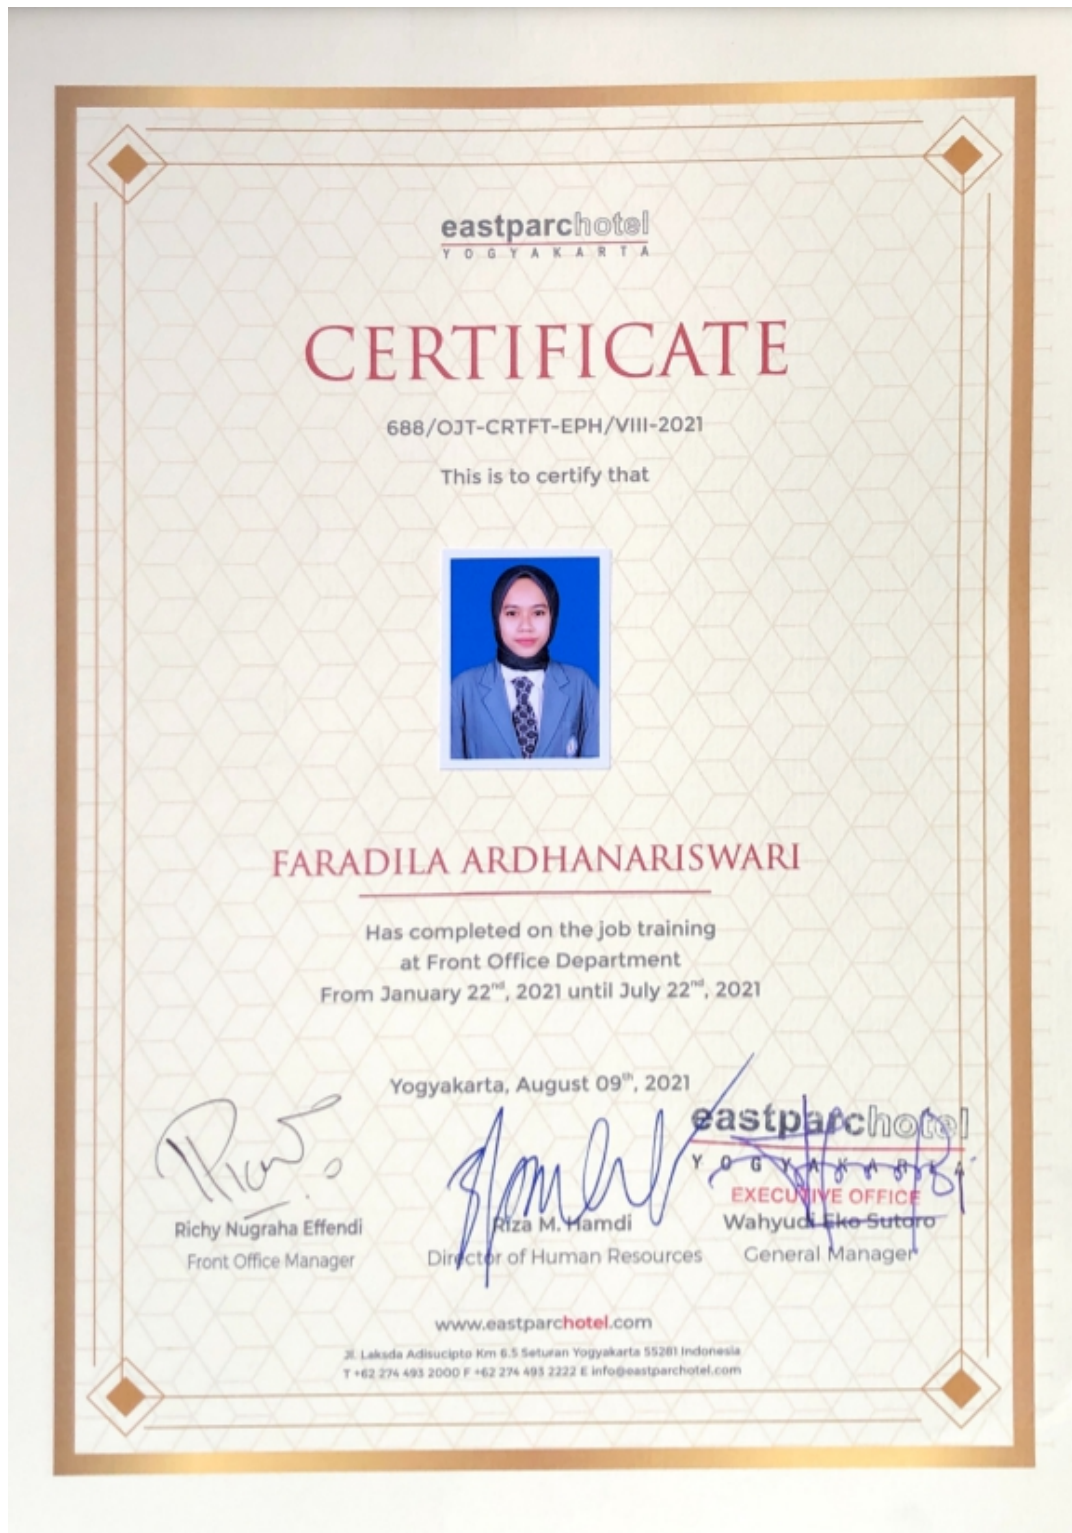 eastparchotel
YOGYAKARTA
CERTIFICATE
688/OJT-CRTFT-EPH/VIII-2021
This is to certify that
FARADILA ARDHANARISWARI
Has completed on the job training
at Front Office Department
From January 22nd, 2021 until July 22nd, 2021
Yogyakarta, August 09th, 2021
eastparchotel
YOGYAKARTA
EXECUTIVE OFFICE
Richy Nugraha Effendi
Riza M. Hamdi
Wahyudi Eko Sutoro
Front Office Manager
Director of Human Resources
General Manager
www.eastparchotel.com
Jl. Laksda Adisucipto Km 6.5 Seturan Yogyakarta 55281 Indonesia
T +62 274 493 2000 F +62 274 493 2222 E info@eastparchotel.com